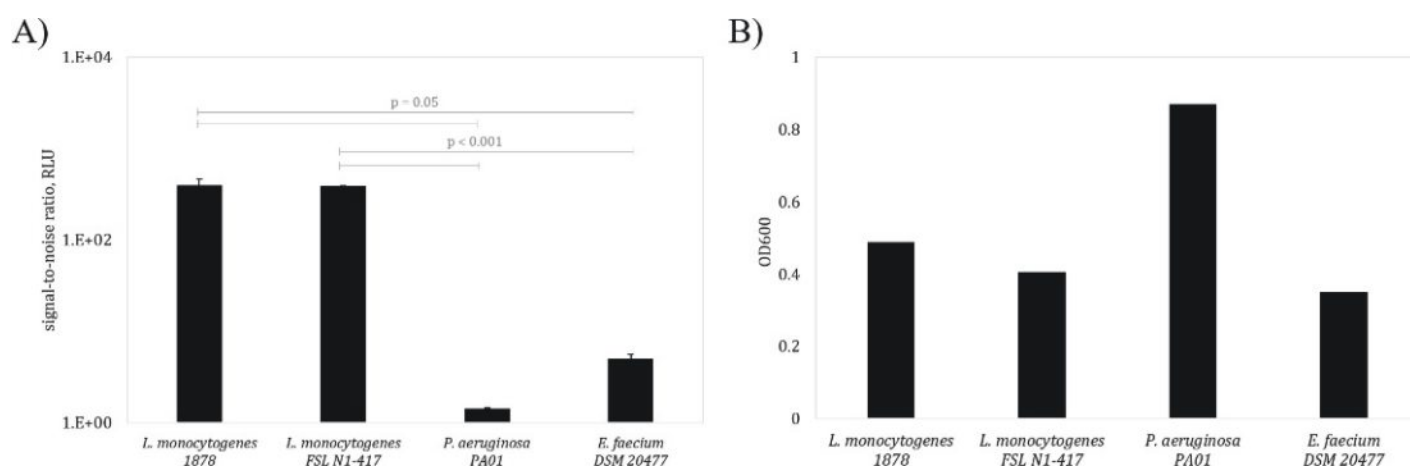 A)
1.E+04
p = 0.05
p < 0.001
signal-to-noise ratio, RLU
1.E+02
1.E+00
L. monocytogenes
1878
L. monocytogenes
FSL N1-417
P. aeruginosa
PA01
E. faecium
DSM 20477
B)
1
0.8
0.6
OD600
0.4
0.2
0
L. monocytogenes
1878
L. monocytogenes
FSL N1-417
P. aeruginosa
PA01
E. faecium
DSM 20477